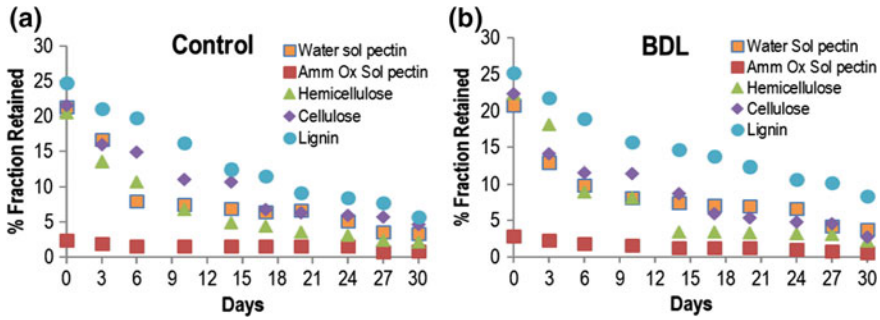 (a)
Control
% Fraction Retained
30
25
20
15
10
5
0
Water sol pectin
Amm Ox Sol pectin
Hemicellulose
Cellulose
Lignin
0 3 6 9 12 15 18 21 24 27 30
Days
(b)
BDL
% Fraction Retained
30
25
20
15
10
5
0
Water Sol pectin
Amm Ox Sol pectin
Hemicellulose
Cellulose
Lignin
0 3 6 9 12 15 18 21 24 27 30
Days